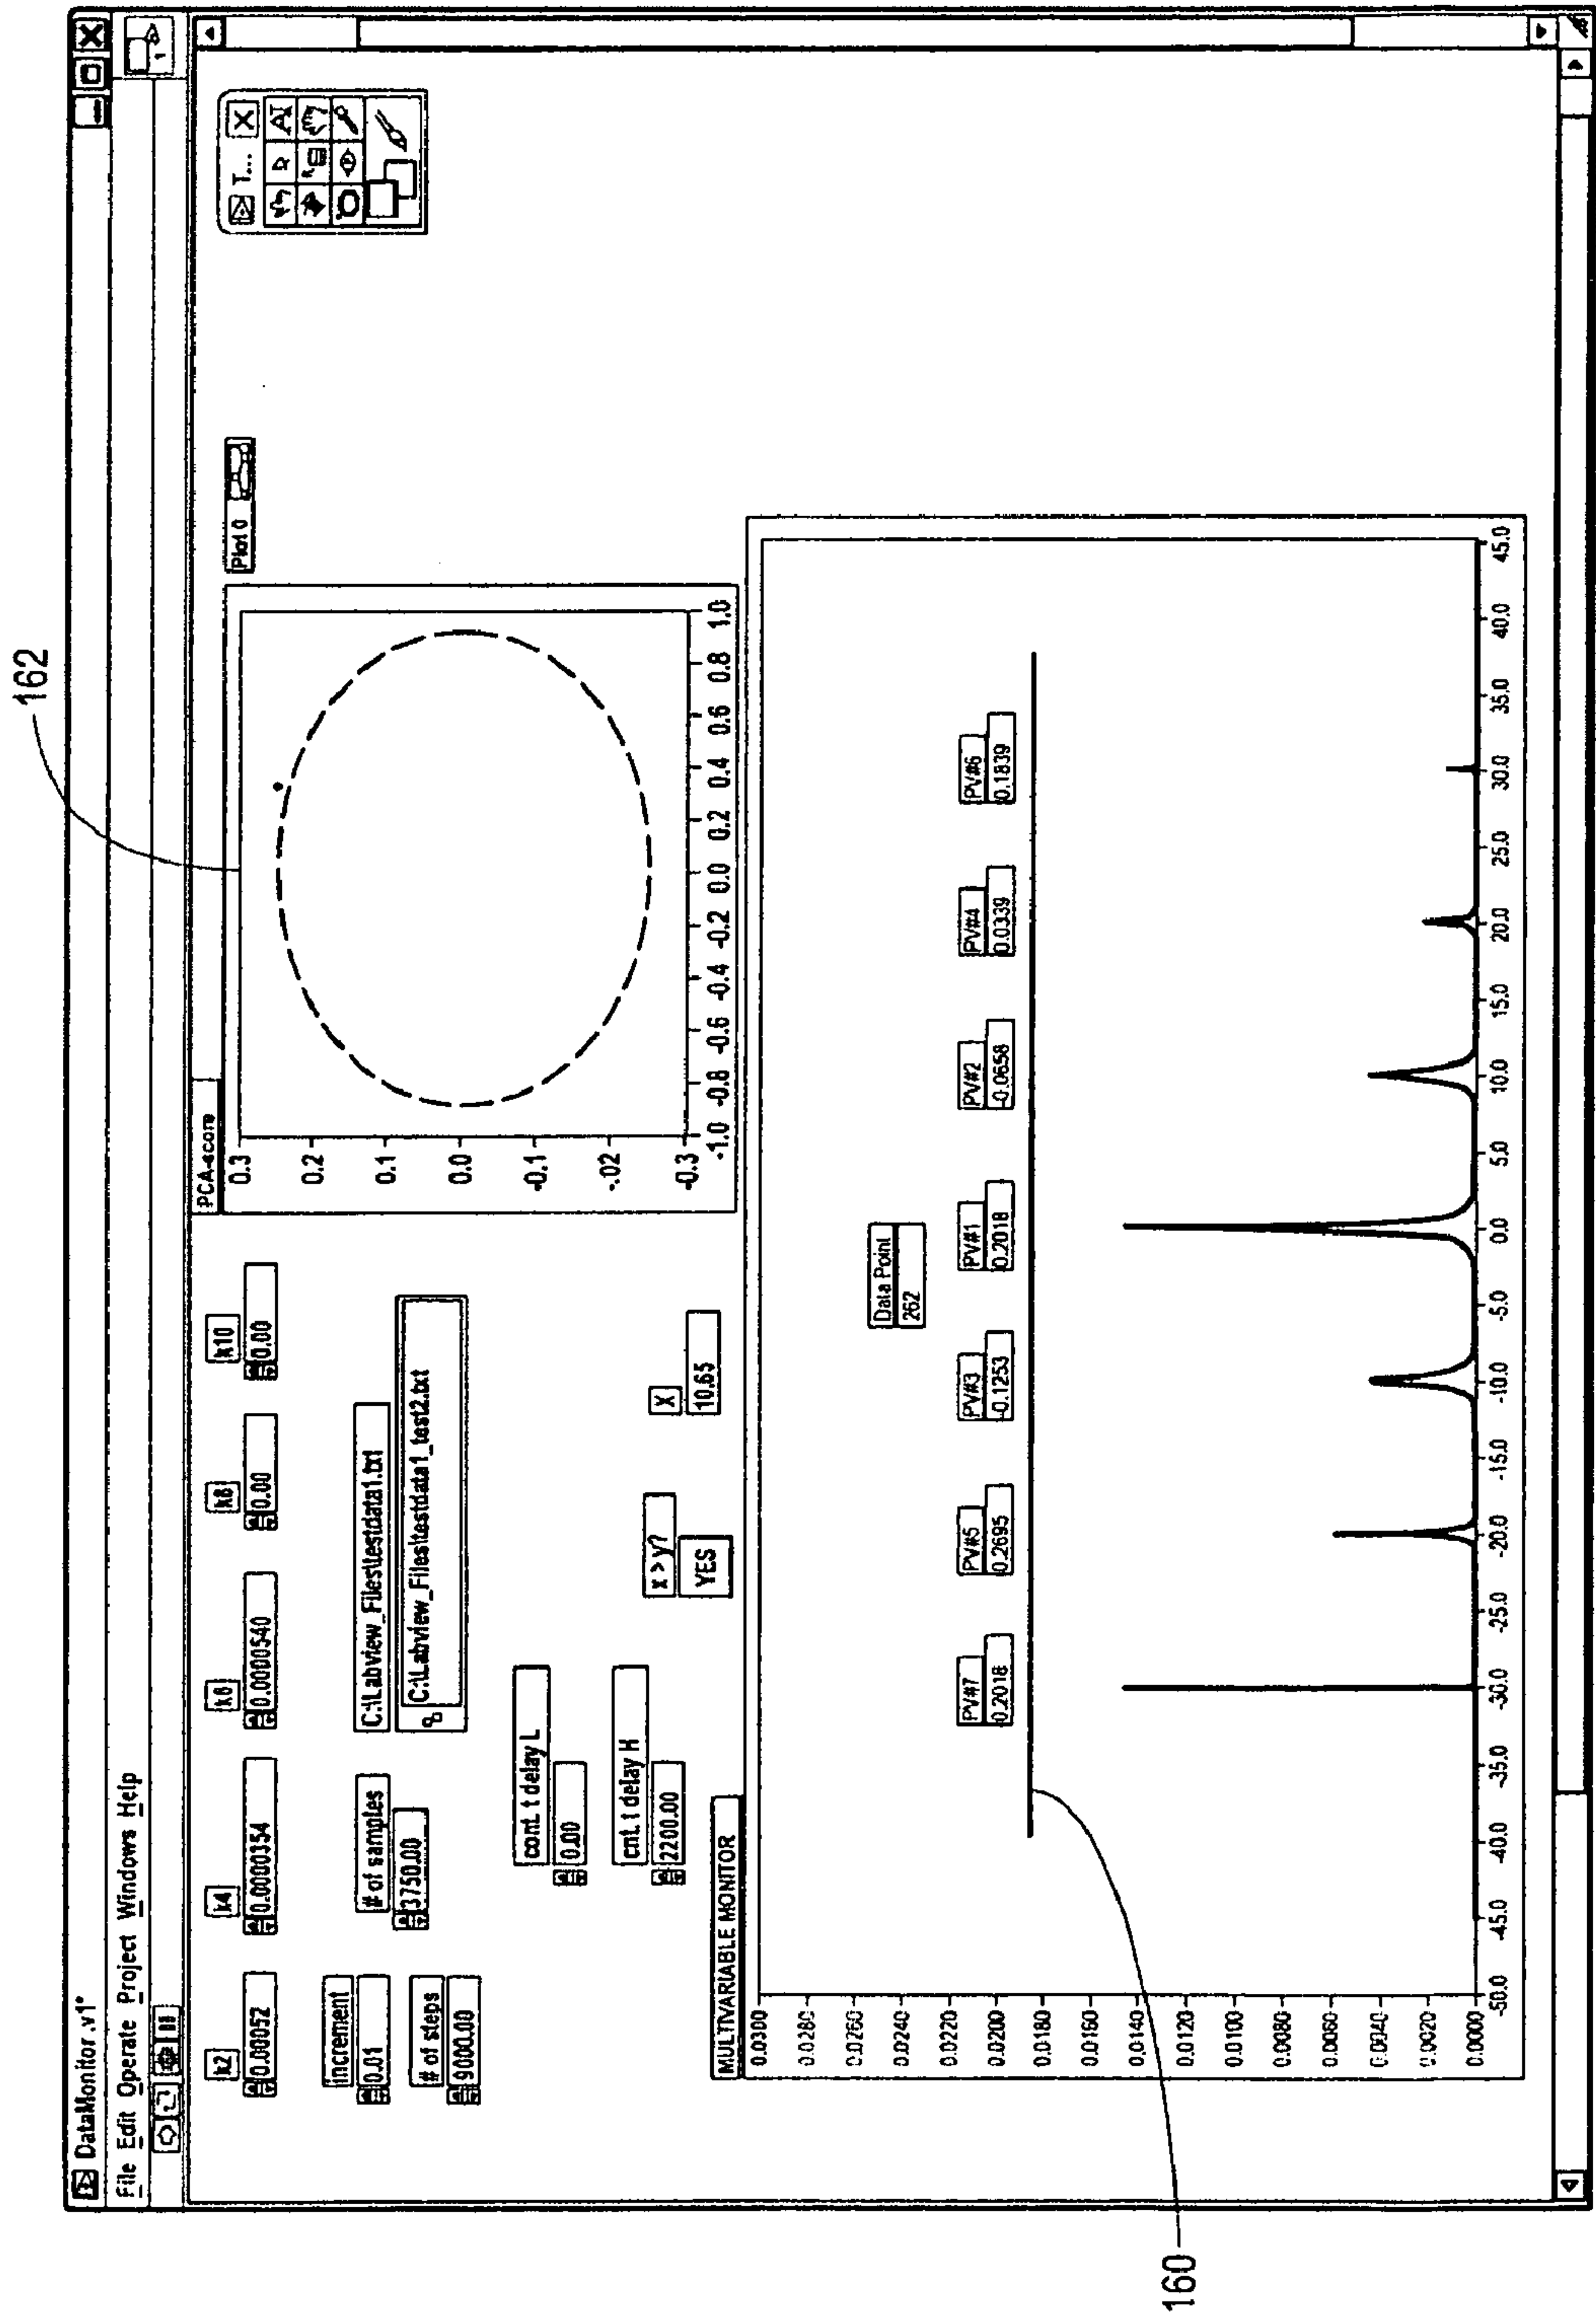 162
DataMonitor.v1*
File Edit Operate Project Windows Help
k2
0.00052
k4
0.0000354
k6
0.0000540
k8
0.00
k10
0.00
increment
0.01
# of samples
3750.00
C:\Labview_Files\testdata1.txt
C:\Labview_Files\testdata1_test2.txt
# of steps
9000.00
cont. t delay L
0.00
cnt. t delay H
2200.00
x > y?
YES
X
10.65
PCA-score
Plot 0
T...
0.3
0.2
0.1
0.0
-0.1
-.02
-0.3
-1.0 -0.8 -0.6 -0.4 -0.2 0.0 0.2 0.4 0.6 0.8 1.0
MULTIVARIABLE MONITOR
Data Point
262
PV#7 PV#5 PV#3 PV#1 PV#2 PV#4 PV#6
0.2018 0.2695 -0.1253 0.2018 -0.0658 0.0339 0.1839
0.0300
0.0280
0.0260
0.0240
0.0220
0.0200
0.0180
0.0160
0.0140
0.0120
0.0100
0.0080
0.0060
0.0040
0.0020
0.0000
-50.0 -45.0 -40.0 -35.0 -30.0 -25.0 -20.0 -15.0 -10.0 -5.0 0.0 5.0 10.0 15.0 20.0 25.0 30.0 35.0 40.0 45.0
160